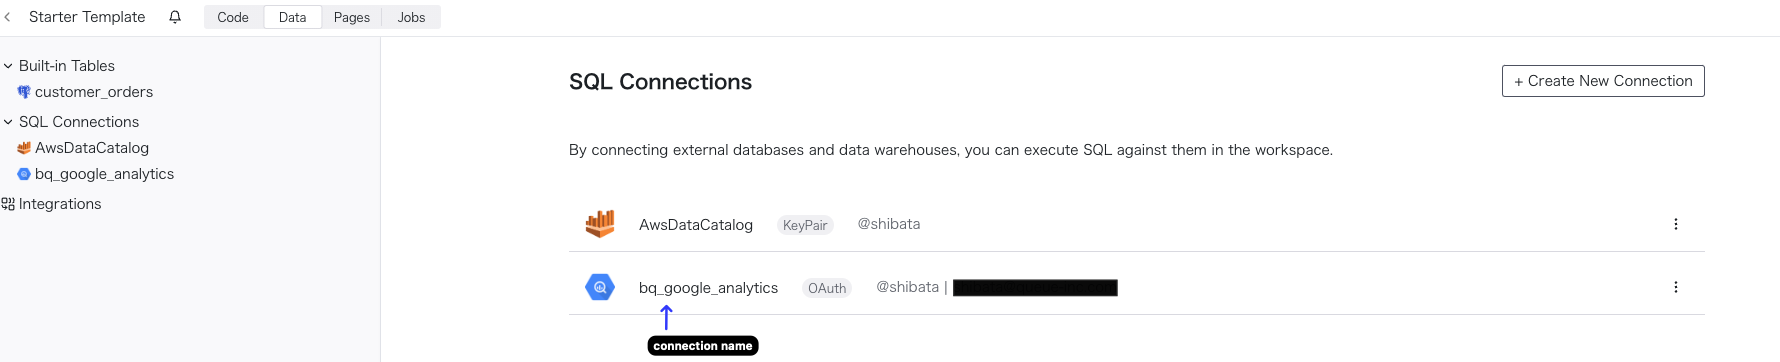 Starter Template
Code
Data
Pages
Jobs
Built-in Tables
customer_orders
SQL Connections
AwsDataCatalog
bq_google_analytics
Integrations
SQL Connections
+ Create New Connection
By connecting external databases and data warehouses, you can execute SQL against them in the workspace.
AwsDataCatalog KeyPair @shibata
bq_google_analytics OAuth @shibata |
connection name